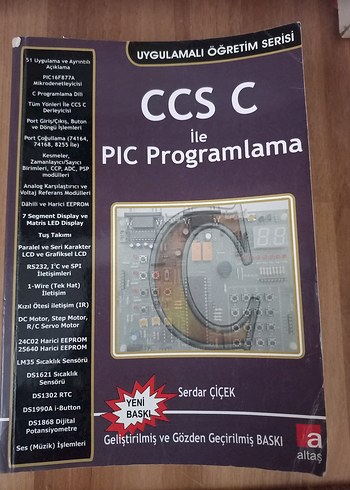 UYGULAMALI ÖĞRETİM SERİSİ
CCS C
İle
PIC Programlama
51 Uygulama ve Ayrıntılı
Açıklama
PIC16F877A
Mikrodenetleyicisi
C Programlama Dili
Tüm Yönleri İle CCS C
Derleyicisi
Port Giriş/Çıkış, Buton
ve Döngü İşlemleri
Port Çoğullama (74164,
74168, 8255 ile)
Kesmeler,
Zamanlayıcı/Sayıcı
Birimleri, CCP, ADC, PSP
modülleri
Analog Karşılaştırıcı ve
Voltaj Referans Modülleri
Dâhili ve Harici EEPROM
7 Segment Display ve
Matris LED Display
Tuş Takımı
Paralel ve Seri Karakter
LCD ve Grafiksel LCD
RS232, I²C ve SPI
İletişimleri
1-Wire (Tek Hat)
İletişim
Kızıl Ötesi iletişim (IR)
DC Motor, Step Motor,
R/C Servo Motor
24C02 Harici EEPROM
25640 Harici EEPROM
LM35 Sıcaklık Sensörü
DS1621 Sıcaklık
Sensörü
DS1302 RTC
DS1990A i-Button
DS1868 Dijital
Potansiyometre
Ses (Müzik) İşlemleri
C
Serdar ÇİÇEK
YENİ
BASKI
Geliştirilmiş ve Gözden Geçirilmiş BASKI
a
altaş